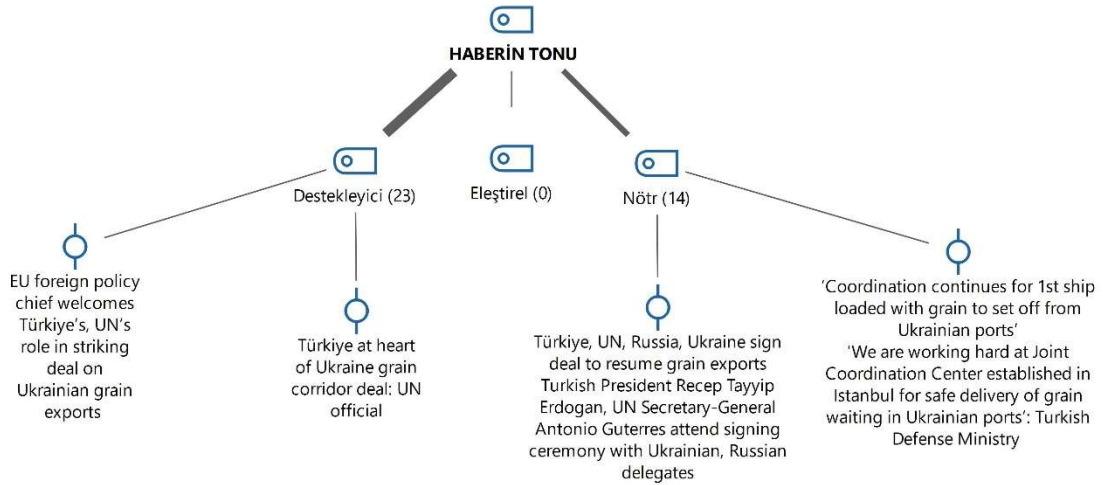 HABERİN TONU
Destekleyici (23)
Eleştirel (0)
Nötr (14)
EU foreign policy
chief welcomes
Türkiye's, UN's
role in striking
deal on
Ukrainian grain
exports
Türkiye at heart
of Ukraine grain
corridor deal: UN
official
Türkiye, UN, Russia, Ukraine sign
deal to resume grain exports
Turkish President Recep Tayyip
Erdogan, UN Secretary-General
Antonio Guterres attend signing
ceremony with Ukrainian, Russian
delegates
'Coordination continues for 1st ship
loaded with grain to set off from
Ukrainian ports'
'We are working hard at Joint
Coordination Center established in
Istanbul for safe delivery of grain
waiting in Ukrainian ports': Turkish
Defense Ministry